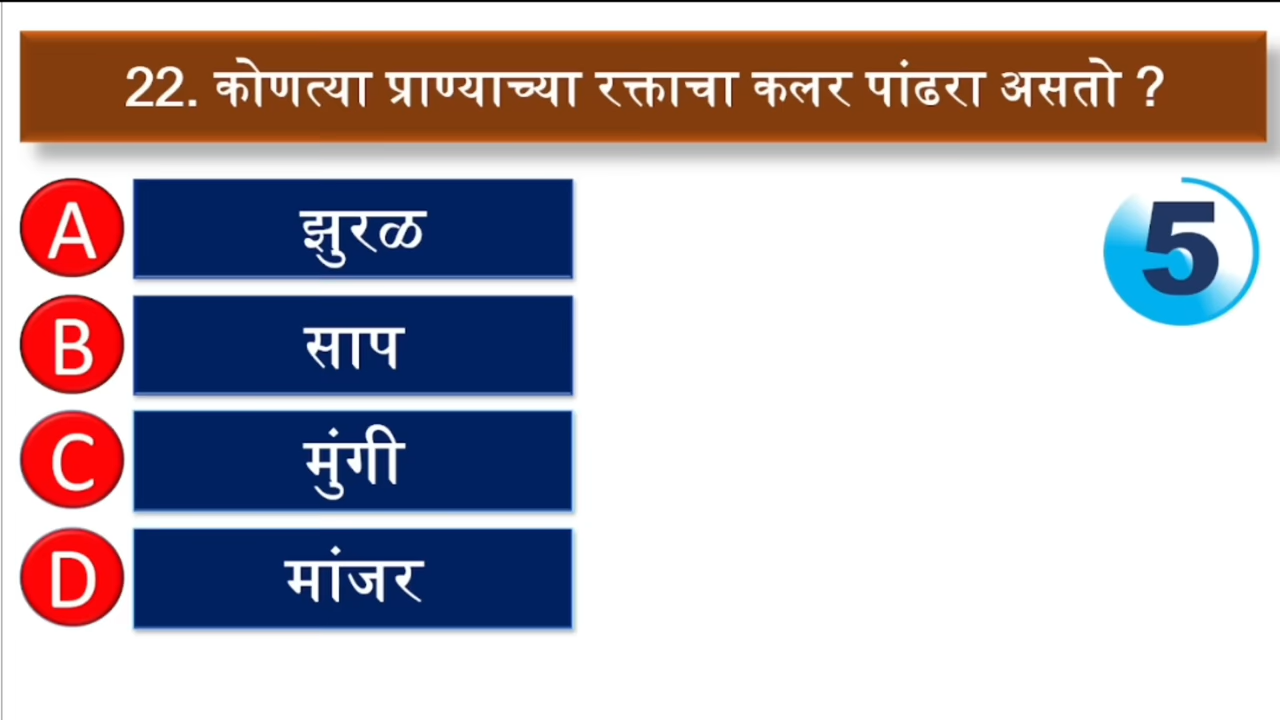 22. कोणत्या प्राण्याच्या रक्ताचा कलर पांढरा असतो ?
5
A झुरळ
B साप
C मुंगी
D मांजर